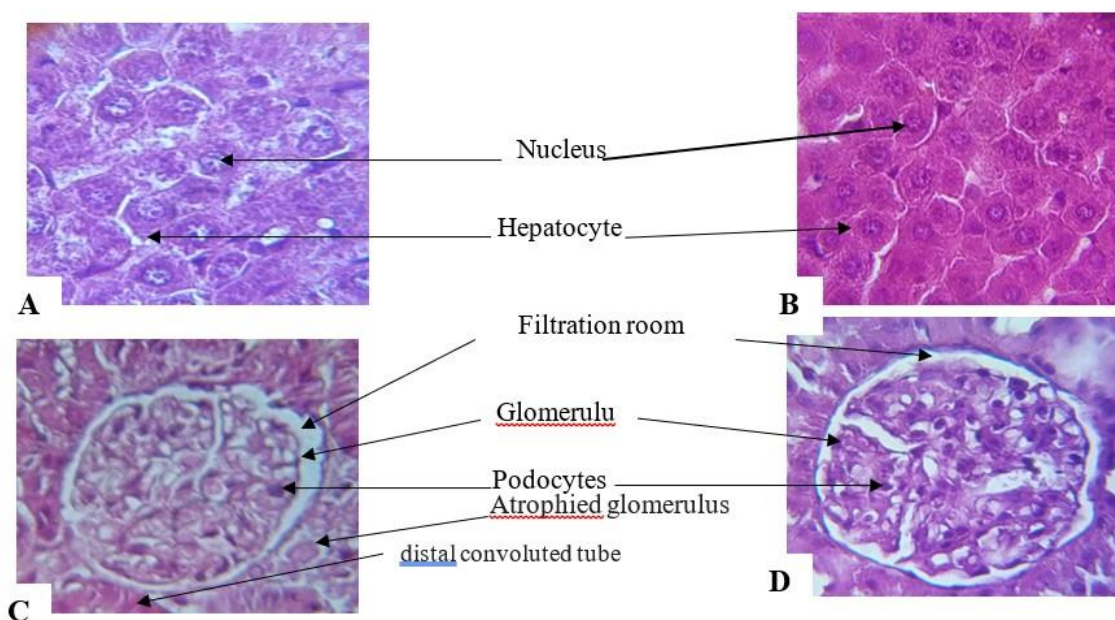 Nucleus
Hepatocyte
A
B
Filtration room
Glomerulu
Podocytes
Atrophied glomerulus
distal convoluted tube
C
D